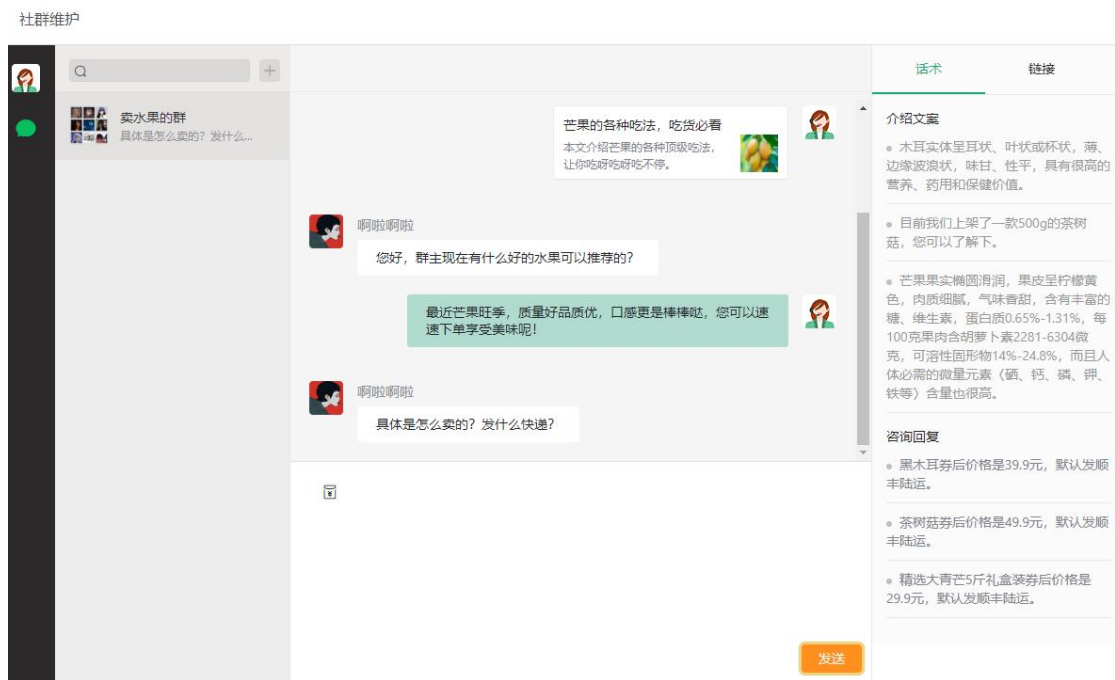 社群维护
卖水果的群
具体是怎么卖的？发什么...
芒果的各种吃法，吃货必看
本文介绍芒果的各种顶级吃法，
让你吃呀吃呀吃不停。
啊啦啊啦
您好，群主现在有什么好的水果可以推荐的？
最近芒果旺季，质量好品质优，口感更是棒棒哒，您可以速
速下单享受美味呢！
啊啦啊啦
具体是怎么卖的？发什么快递？
发送
话术
链接
介绍文案
木耳实体呈耳状、叶状或杯状，薄、
边缘波浪状，味甘、性平，具有很高的
营养、药用和保健价值。
目前我们上架了一款500g的茶树
菇，您可以了解下。
芒果果实椭圆滑润，果皮呈柠檬黄
色，肉质细腻，气味香甜，含有丰富的
糖、维生素，蛋白质0.65%-1.31%，每
100克果肉含胡萝卜素2281-6304微
克，可溶性固形物14%-24.8%，而且人
体必需的微量元素（硒、钙、磷、钾、
铁等）含量也很高。
咨询回复
黑木耳券后价格是39.9元，默认发顺
丰陆运。
茶树菇券后价格是49.9元，默认发顺
丰陆运。
精选大青芒5斤礼盒装券后价格是
29.9元，默认发顺丰陆运。